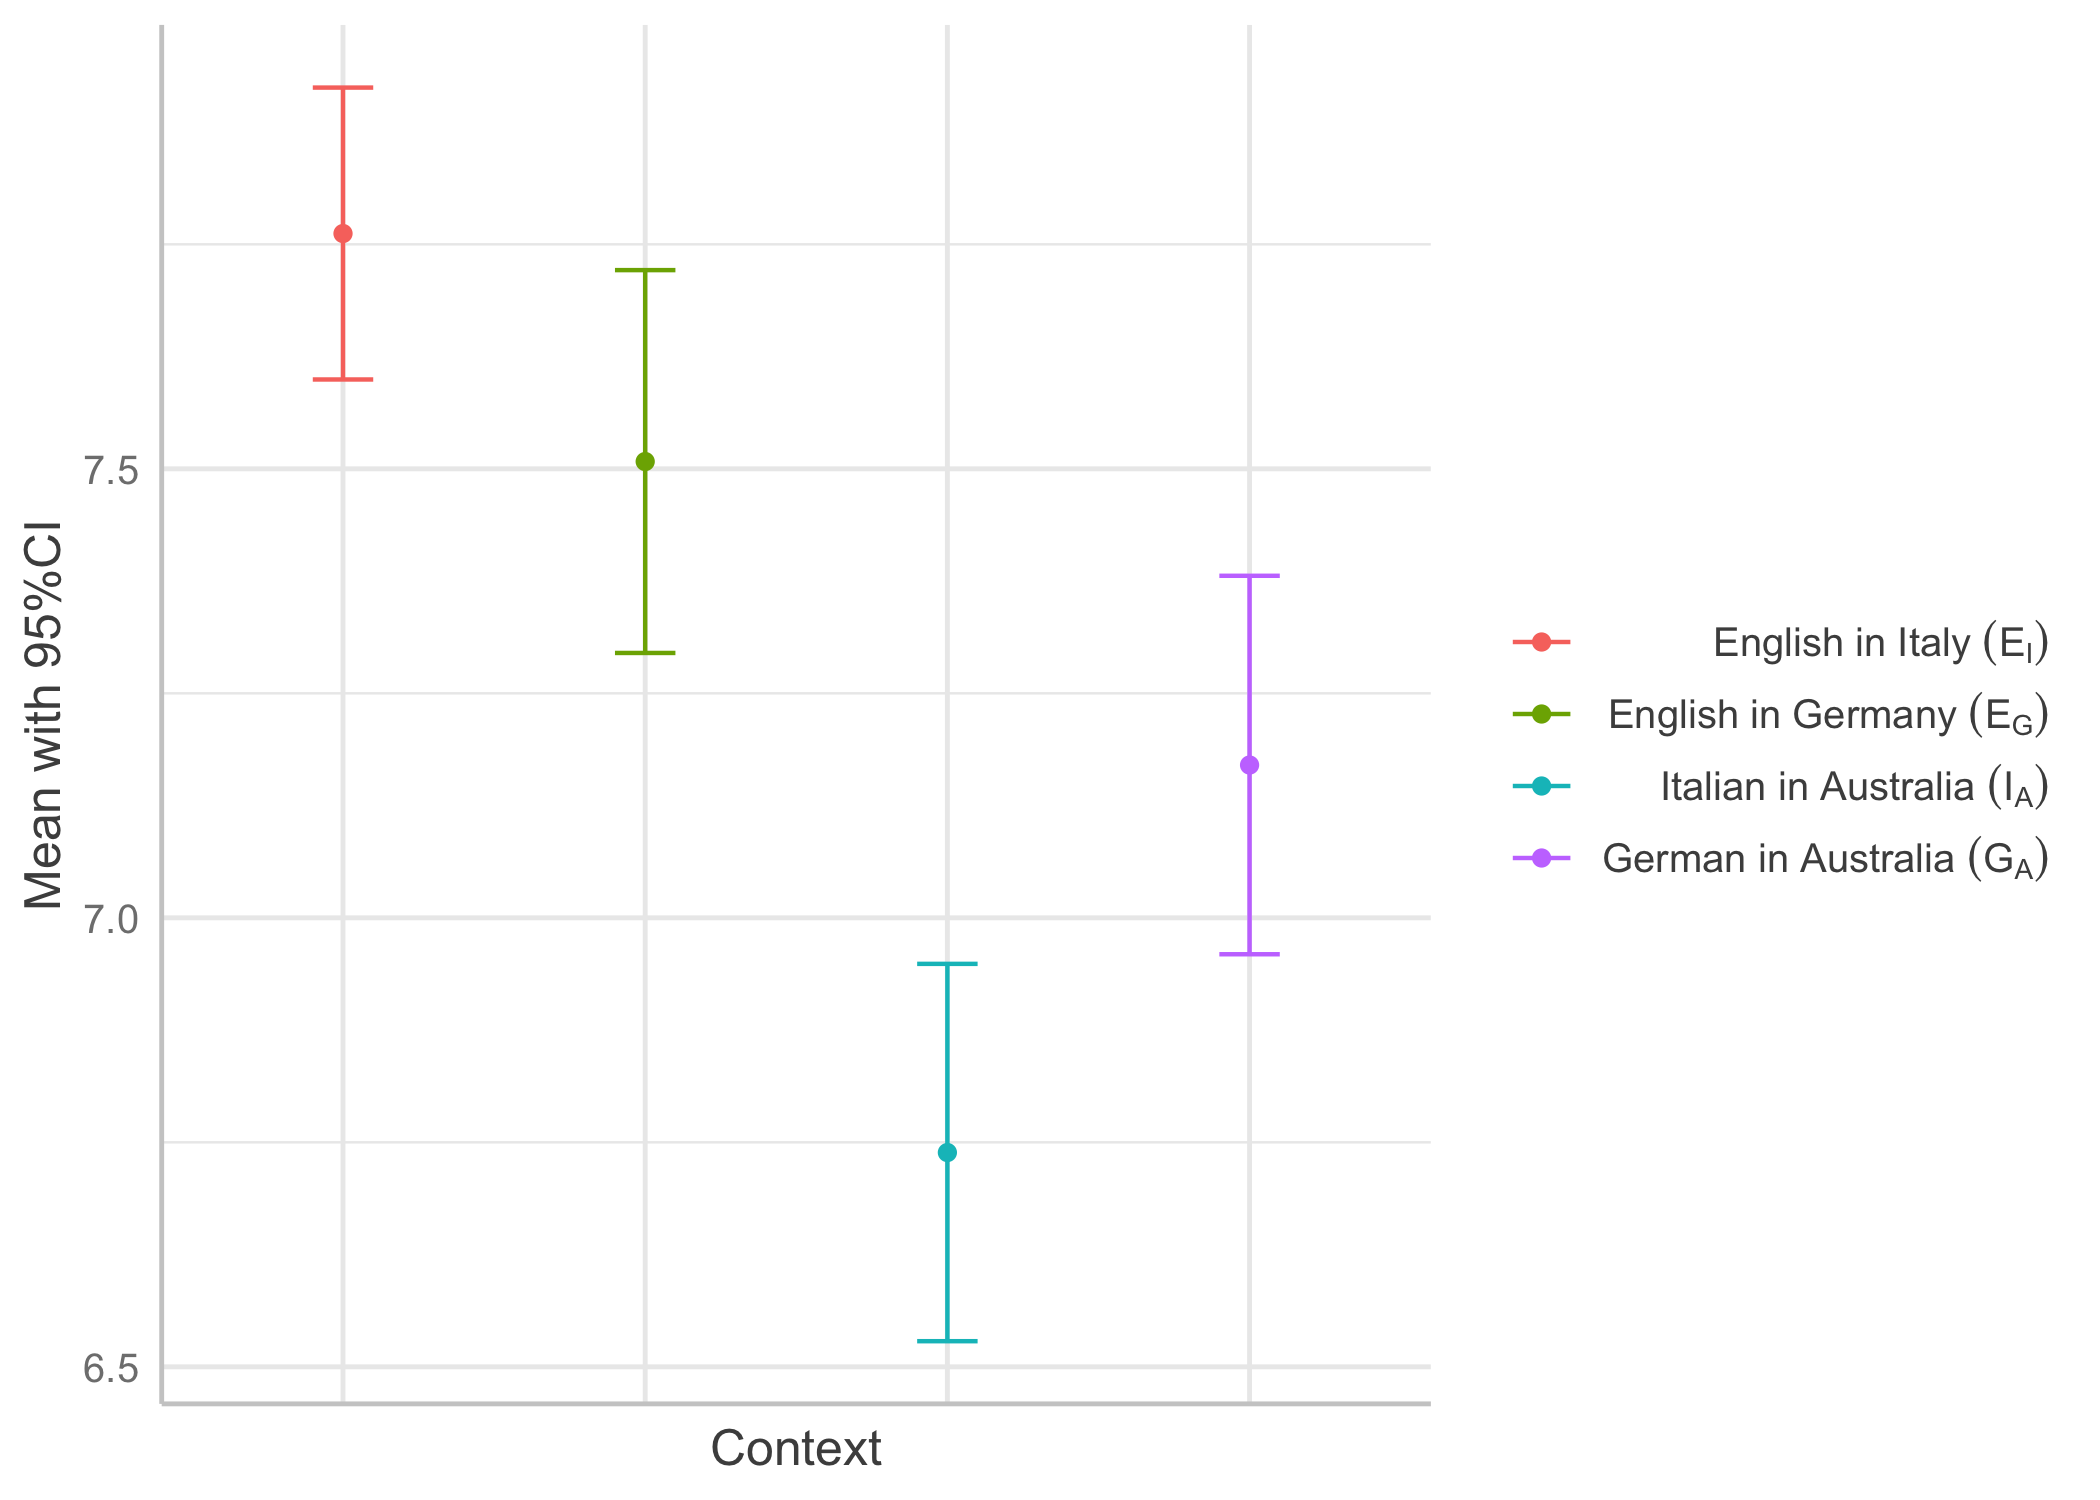 Mean with 95%CI
7.5
7.0
6.5
Context
English in Italy (E_I)
English in Germany (E_G)
Italian in Australia (I_A)
German in Australia (G_A)